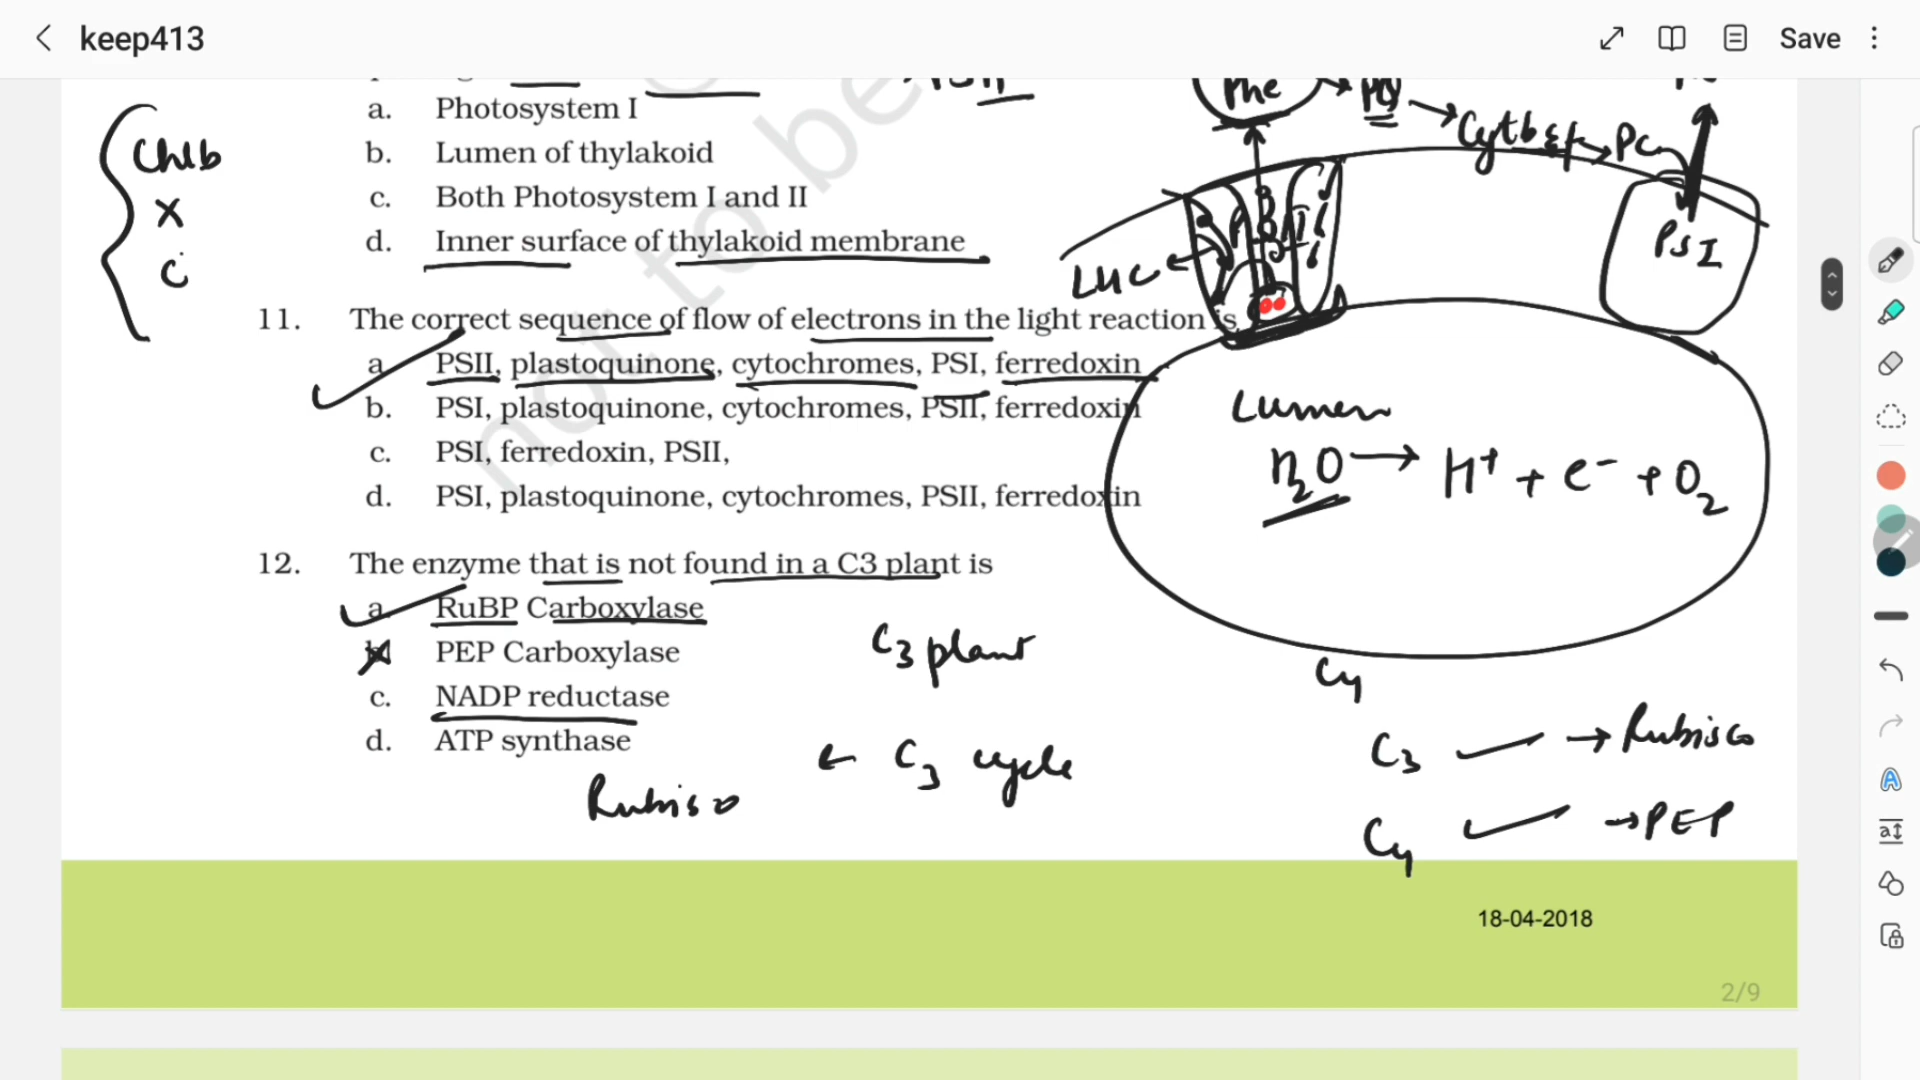 keep413
Save
a. Photosystem I
b. Lumen of thylakoid
c. Both Photosystem I and II
d. Inner surface of thylakoid membrane
Chlb
X
C
Phe → PQ → Cytb6f → PC
PSI
LHC
11. The correct sequence of flow of electrons in the light reaction is
a. PSII, plastoquinone, cytochromes, PSI, ferredoxin
b. PSI, plastoquinone, cytochromes, PSII, ferredoxin
c. PSI, ferredoxin, PSII,
d. PSI, plastoquinone, cytochromes, PSII, ferredoxin
Lumen
H2O → H+ + e- + O2
12. The enzyme that is not found in a C3 plant is
a. RuBP Carboxylase
b. PEP Carboxylase
c. NADP reductase
d. ATP synthase
C3 plant
← C3 cycle
Rubisco
C4
C3 → Rubisco
C4 → PEP
not to be
18-04-2018
2/9